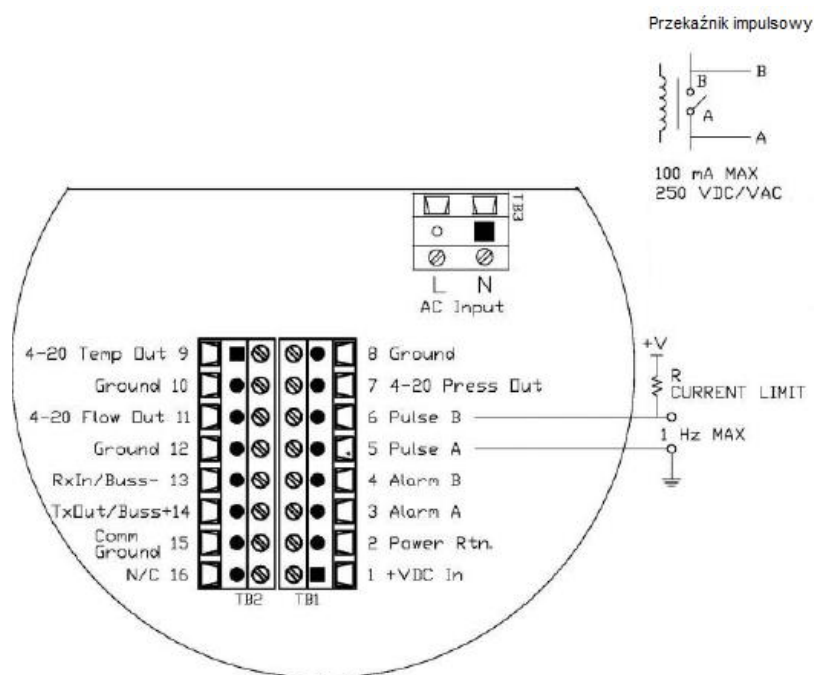 Przekaźnik impulsowy
B
B
A
A
100 mA MAX
250 VDC/VAC
TB3
L N
AC Input
4-20 Temp Out 9
Ground 10
4-20 Flow Out 11
Ground 12
RxIn/Buss- 13
TxOut/Buss+14
Comm
Ground 15
N/C 16
TB2 TB1
8 Ground
7 4-20 Press Out
6 Pulse B
5 Pulse A
4 Alarm B
3 Alarm A
2 Power Rtn.
1 +VDC In
+V
R
CURRENT LIMIT
1 Hz MAX